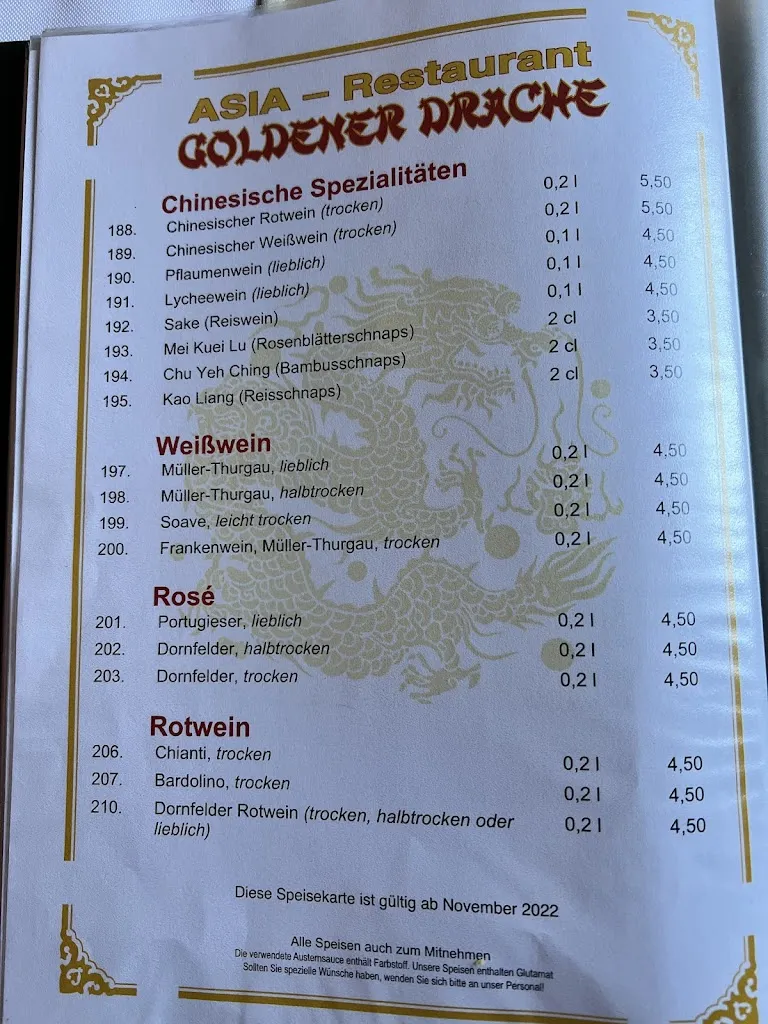 ASIA – Restaurant
GOLDENER DRACHE
Chinesische Spezialitäten
188. Chinesischer Rotwein (trocken) 0,2 l 5,50
189. Chinesischer Weißwein (trocken) 0,2 l 5,50
190. Pflaumenwein (lieblich) 0,1 l 4,50
191. Lycheewein (lieblich) 0,1 l 4,50
192. Sake (Reiswein) 0,1 l 4,50
193. Mei Kuei Lu (Rosenblätterschnaps) 2 cl 3,50
194. Chu Yeh Ching (Bambusschnaps) 2 cl 3,50
195. Kao Liang (Reisschnaps) 2 cl 3,50
Weißwein
197. Müller-Thurgau, lieblich 0,2 l 4,50
198. Müller-Thurgau, halbtrocken 0,2 l 4,50
199. Soave, leicht trocken 0,2 l 4,50
200. Frankenwein, Müller-Thurgau, trocken 0,2 l 4,50
Rosé
201. Portugieser, lieblich 0,2 l 4,50
202. Dornfelder, halbtrocken 0,2 l 4,50
203. Dornfelder, trocken 0,2 l 4,50
Rotwein
206. Chianti, trocken 0,2 l 4,50
207. Bardolino, trocken 0,2 l 4,50
210. Dornfelder Rotwein (trocken, halbtrocken oder 0,2 l 4,50
lieblich)
Diese Speisekarte ist gültig ab November 2022
Alle Speisen auch zum Mitnehmen
Die verwendete Austernsauce enthält Farbstoff. Unsere Speisen enthalten Glutamat
Sollten Sie spezielle Wünsche haben, wenden Sie sich bitte an unser Personal!